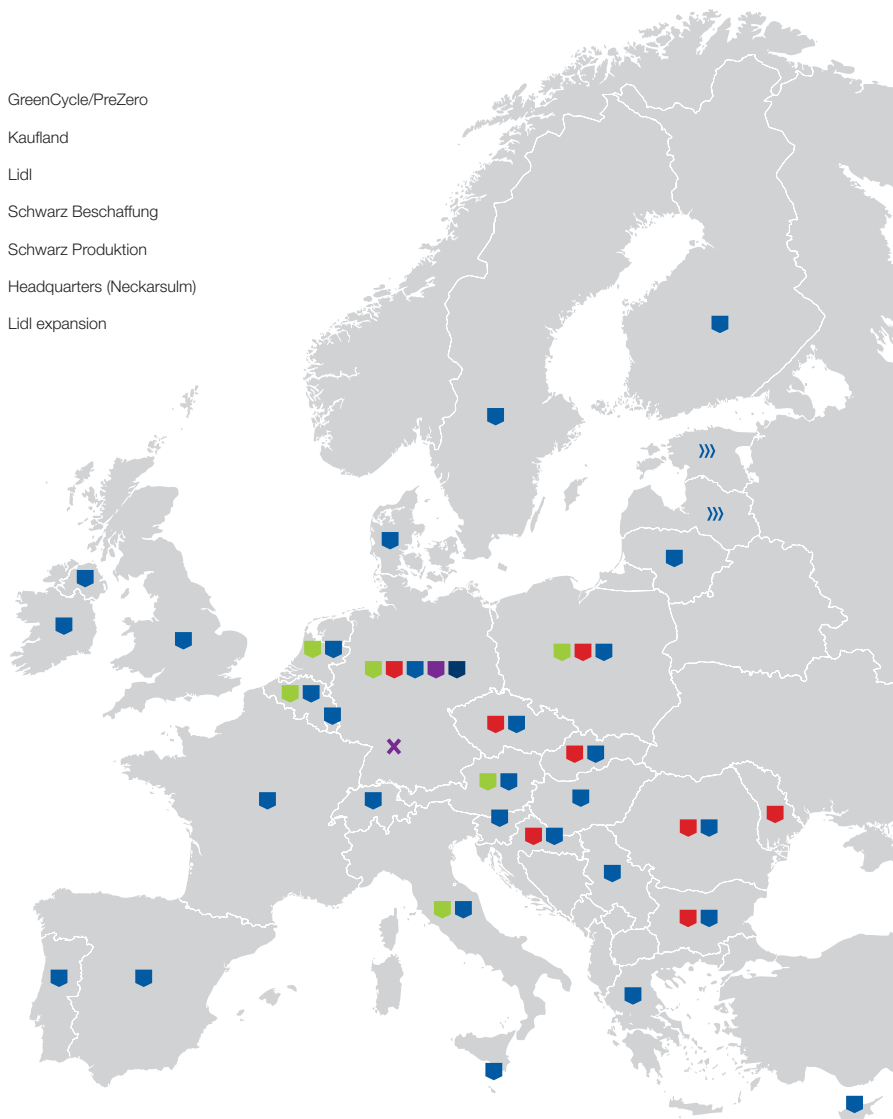 GreenCycle/PreZero
Kaufland
Lidl
Schwarz Beschaffung
Schwarz Produktion
Headquarters (Neckarsulm)
Lidl expansion